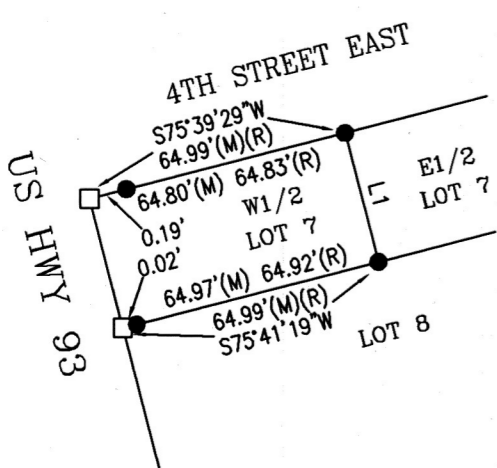 4TH STREET EAST
S75°39'29"W
64.99'(M)(R)
64.80'(M) 64.83'(R)
US HWY 93
W1/2
LOT 7
L1
E1/2
LOT 7
0.19'
0.02'
64.97'(M) 64.92'(R)
64.99'(M)(R)
S75°41'19"W
LOT 8